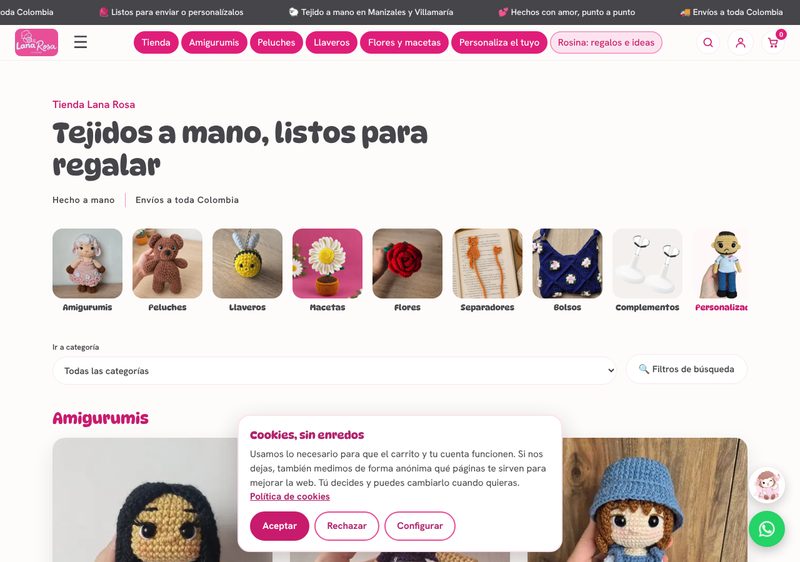 oda Colombia
🧶 Listos para enviar o personalízalos
🐑 Tejido a mano en Manizales y Villamaría
💕 Hechos con amor, punto a punto
🚚 Envíos a toda Colombia
Lana Rosa
Tienda
Amigurumis
Peluches
Llaveros
Flores y macetas
Personaliza el tuyo
Rosina: regalos e ideas
0
Tienda Lana Rosa
Tejidos a mano, listos para
regalar
Hecho a mano
Envíos a toda Colombia
Amigurumis
Peluches
Llaveros
Macetas
Flores
Separadores
Bolsos
Complementos
Personalizad
Ir a categoría
Todas las categorías
🔍 Filtros de búsqueda
Amigurumis
Cookies, sin enredos
Usamos lo necesario para que el carrito y tu cuenta funcionen. Si nos
dejas, también medimos de forma anónima qué páginas te sirven para
mejorar la web. Tú decides y puedes cambiarlo cuando quieras.
Política de cookies
Aceptar
Rechazar
Configurar